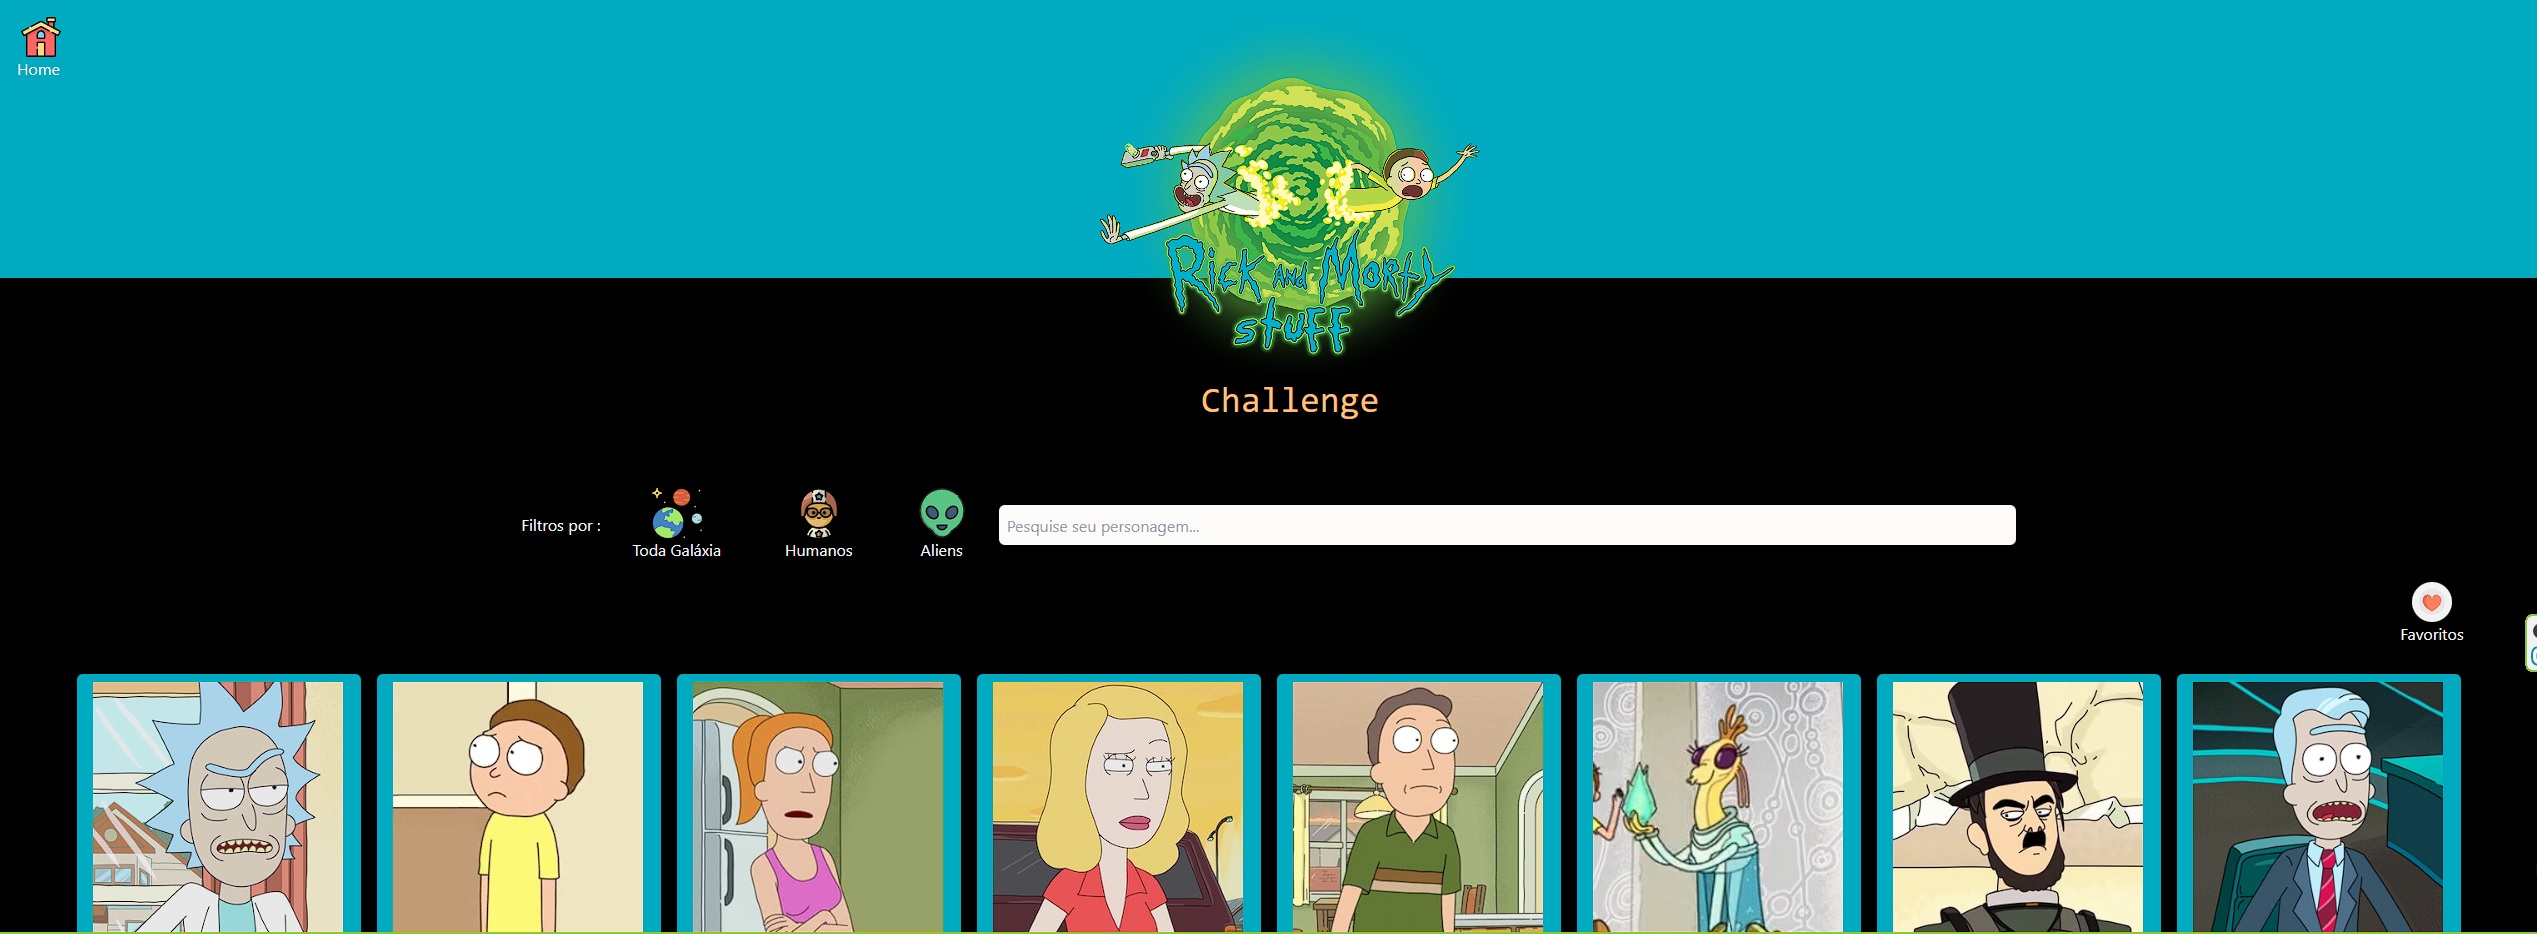 Home
Rick and Morty
stuff
Challenge
Filtros por :
Toda Galáxia
Humanos
Aliens
Pesquise seu personagem...
Favoritos